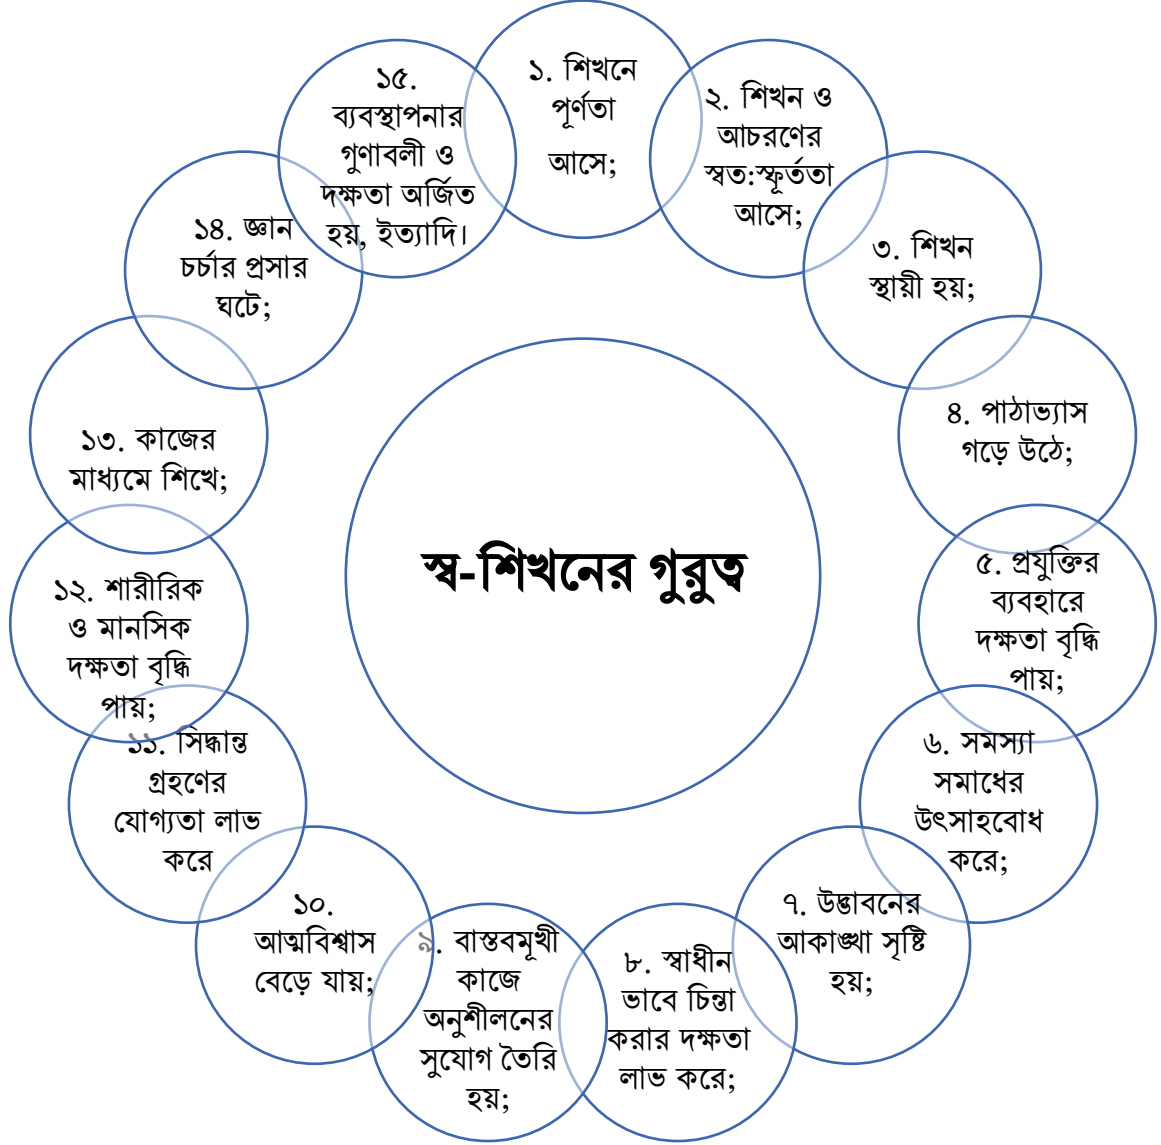 স্ব-শিখনের গুরুত্ব
১. শিখনে
পূর্ণতা
আসে;
২. শিখন ও
আচরণের
স্বত:স্ফূর্ততা
আসে;
৩. শিখন
স্থায়ী হয়;
৪. পাঠাভ্যাস
গড়ে উঠে;
৫. প্রযুক্তির
ব্যবহারে
দক্ষতা বৃদ্ধি
পায়;
৬. সমস্যা
সমাধের
উৎসাহবোধ
করে;
৭. উদ্ভাবনের
আকাঙ্খা সৃষ্টি
হয়;
৮. স্বাধীন
ভাবে চিন্তা
করার দক্ষতা
লাভ করে;
৯. বাস্তবমূখী
কাজে
অনুশীলনের
সুযোগ তৈরি
হয়;
১০.
আত্মবিশ্বাস
বেড়ে যায়;
১১. সিদ্ধান্ত
গ্রহণের
যোগ্যতা লাভ
করে
১২. শারীরিক
ও মানসিক
দক্ষতা বৃদ্ধি
পায়;
১৩. কাজের
মাধ্যমে শিখে;
১৪. জ্ঞান
চর্চার প্রসার
ঘটে;
১৫.
ব্যবস্থাপনার
গুণাবলী ও
দক্ষতা অর্জিত
হয়, ইত্যাদি।